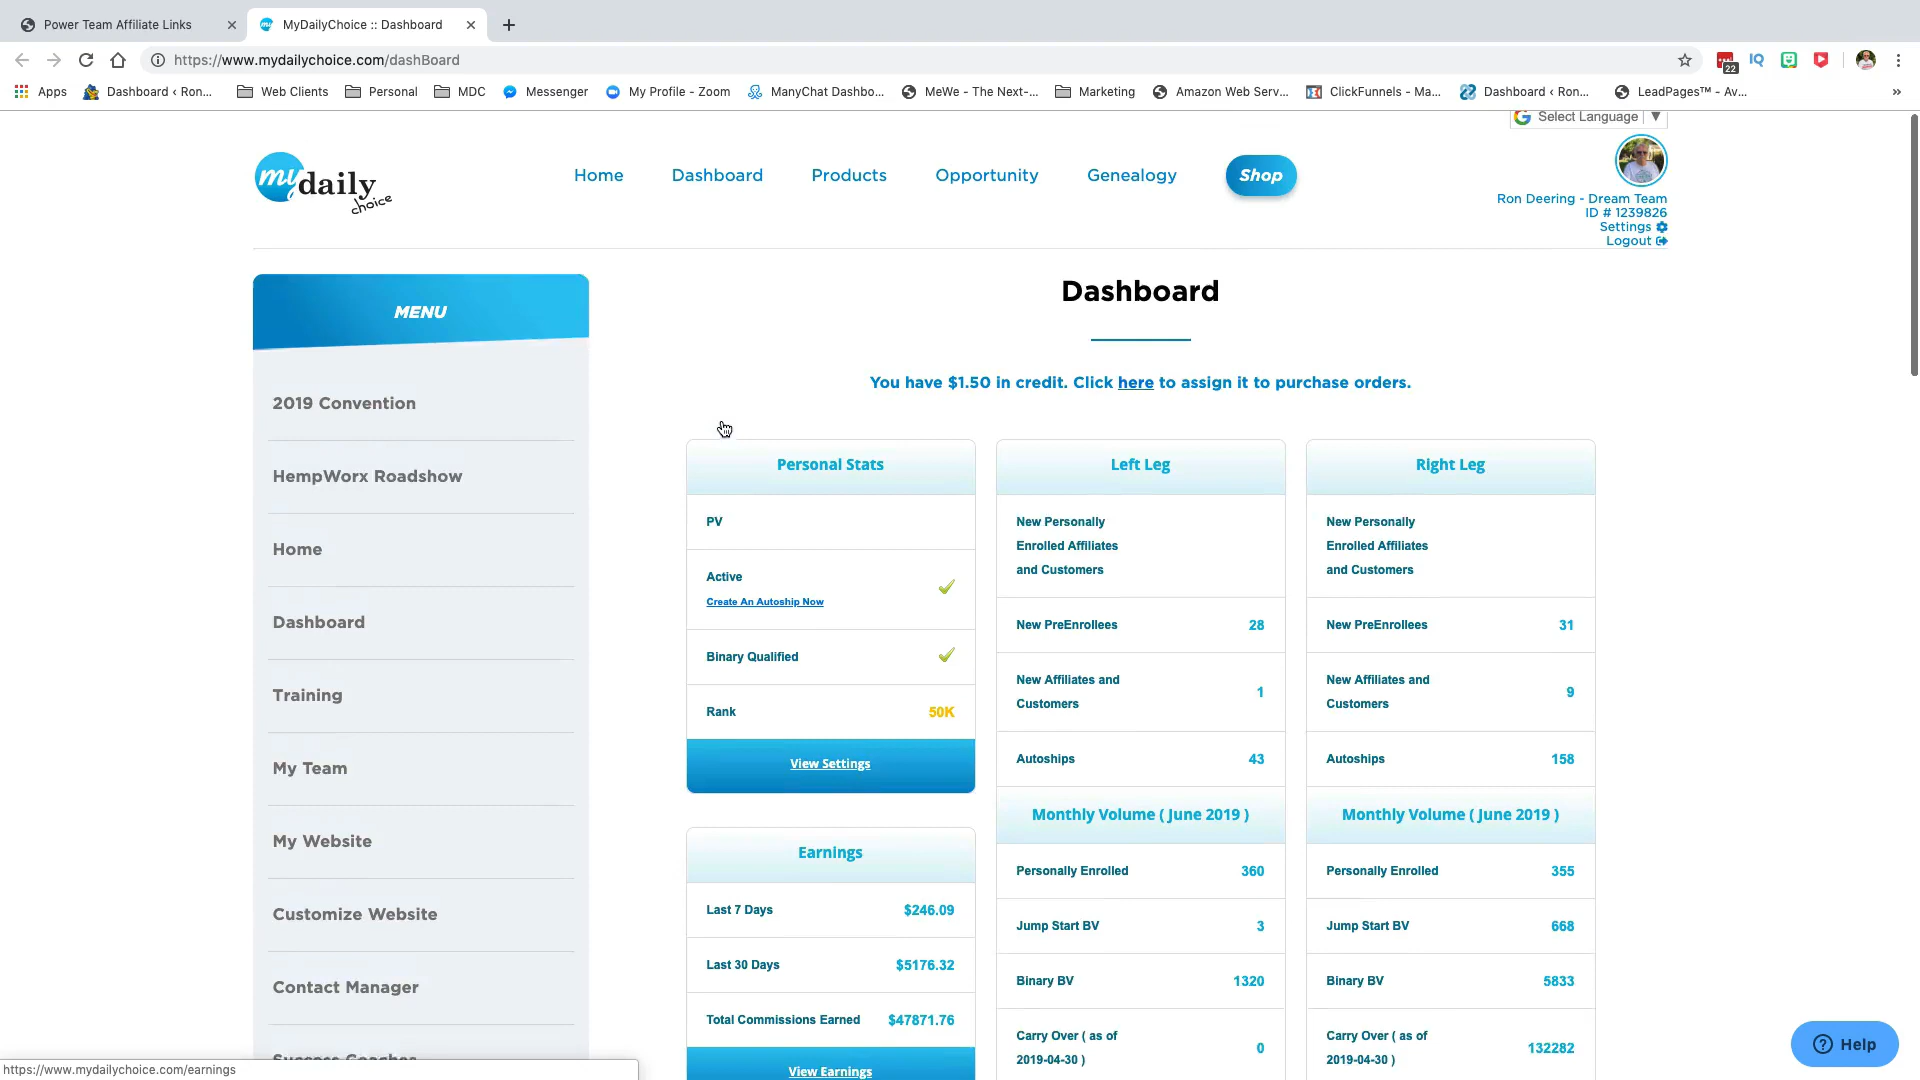 Power Team Affiliate Links
MyDailyChoice :: Dashboard
https://www.mydailychoice.com/dashBoard
22
IQ
Apps
Dashboard ‹ Ron...
Web Clients
Personal
MDC
Messenger
My Profile - Zoom
ManyChat Dashbo...
MeWe - The Next-...
Marketing
Amazon Web Serv...
ClickFunnels - Ma...
Dashboard ‹ Ron...
LeadPages™ - Av...
»
Select Language ▼
my daily choice
Home
Dashboard
Products
Opportunity
Genealogy
Shop
Ron Deering - Dream Team
ID # 1239826
Settings
Logout
MENU
2019 Convention
HempWorx Roadshow
Home
Dashboard
Training
My Team
My Website
Customize Website
Contact Manager
Success Coaches
Dashboard
You have $1.50 in credit. Click here to assign it to purchase orders.
Personal Stats
PV
Active
Create An Autoship Now
Binary Qualified
Rank 50K
View Settings
Earnings
Last 7 Days $246.09
Last 30 Days $5176.32
Total Commissions Earned $47871.76
View Earnings
Left Leg
New Personally
Enrolled Affiliates
and Customers
New PreEnrollees 28
New Affiliates and
Customers 1
Autoships 43
Monthly Volume ( June 2019 )
Personally Enrolled 360
Jump Start BV 3
Binary BV 1320
Carry Over ( as of
2019-04-30 ) 0
Right Leg
New Personally
Enrolled Affiliates
and Customers
New PreEnrollees 31
New Affiliates and
Customers 9
Autoships 158
Monthly Volume ( June 2019 )
Personally Enrolled 355
Jump Start BV 668
Binary BV 5833
Carry Over ( as of
2019-04-30 ) 132282
Help
https://www.mydailychoice.com/earnings